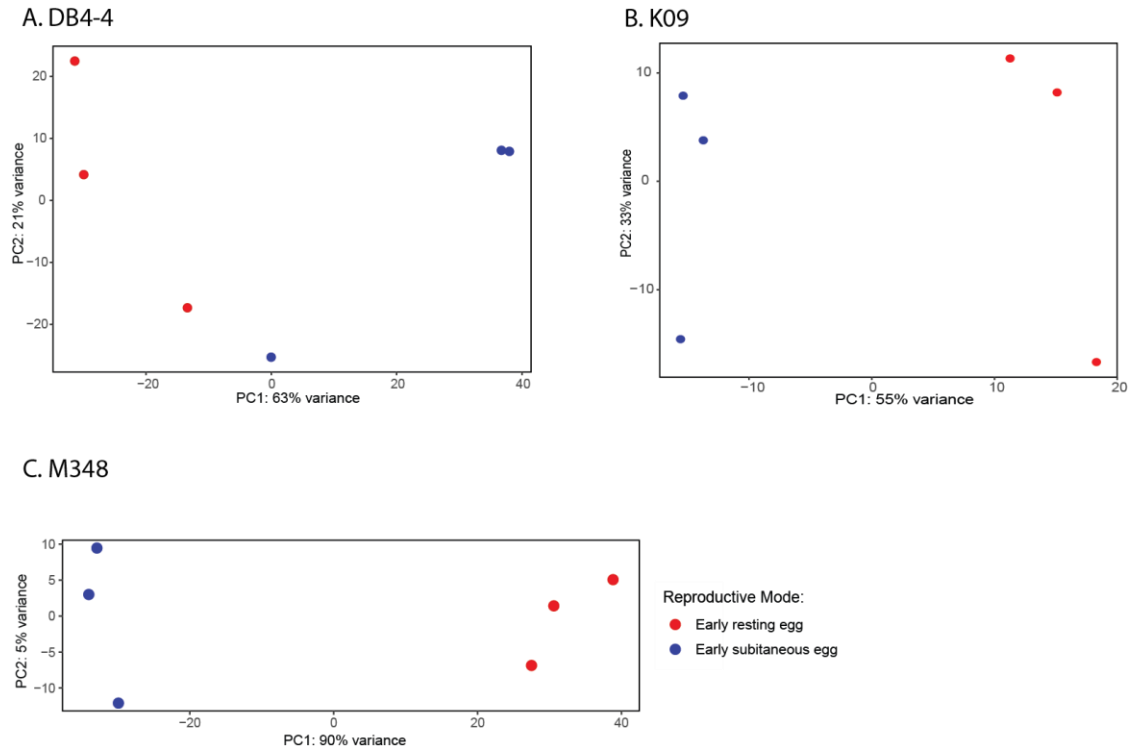 A. DB4-4
20
10
0
−10
−20
PC2: 21% variance
−20
0
20
40
PC1: 63% variance
B. K09
10
0
−10
PC2: 33% variance
−10
0
10
20
PC1: 55% variance
C. M348
10
5
0
−5
−10
PC2: 5% variance
−20
0
20
40
PC1: 90% variance
Reproductive Mode:
Early resting egg
Early subitaneous egg